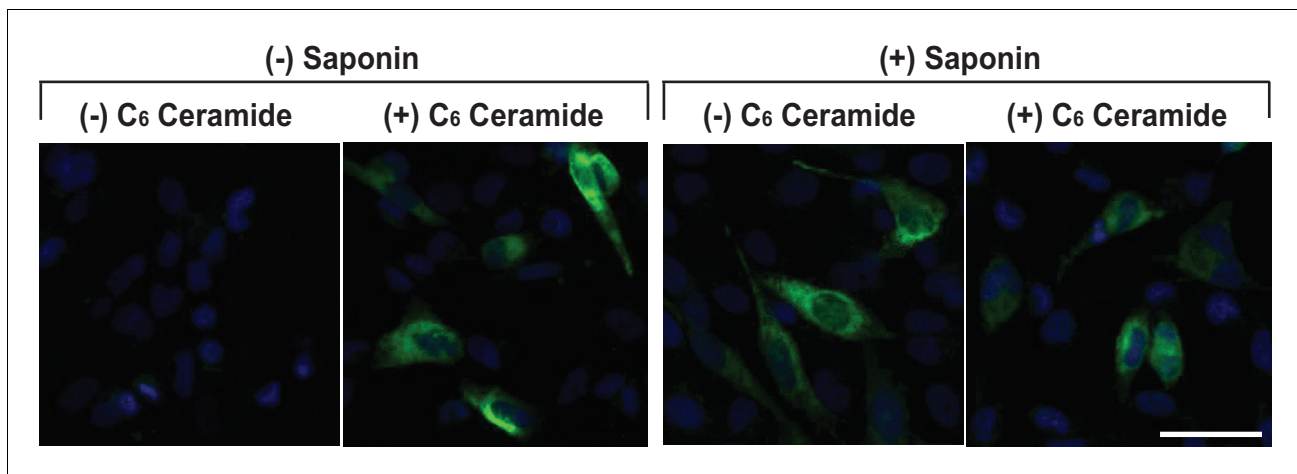 (-) Saponin (+) Saponin
(-) C6 Ceramide (+) C6 Ceramide (-) C6 Ceramide (+) C6 Ceramide